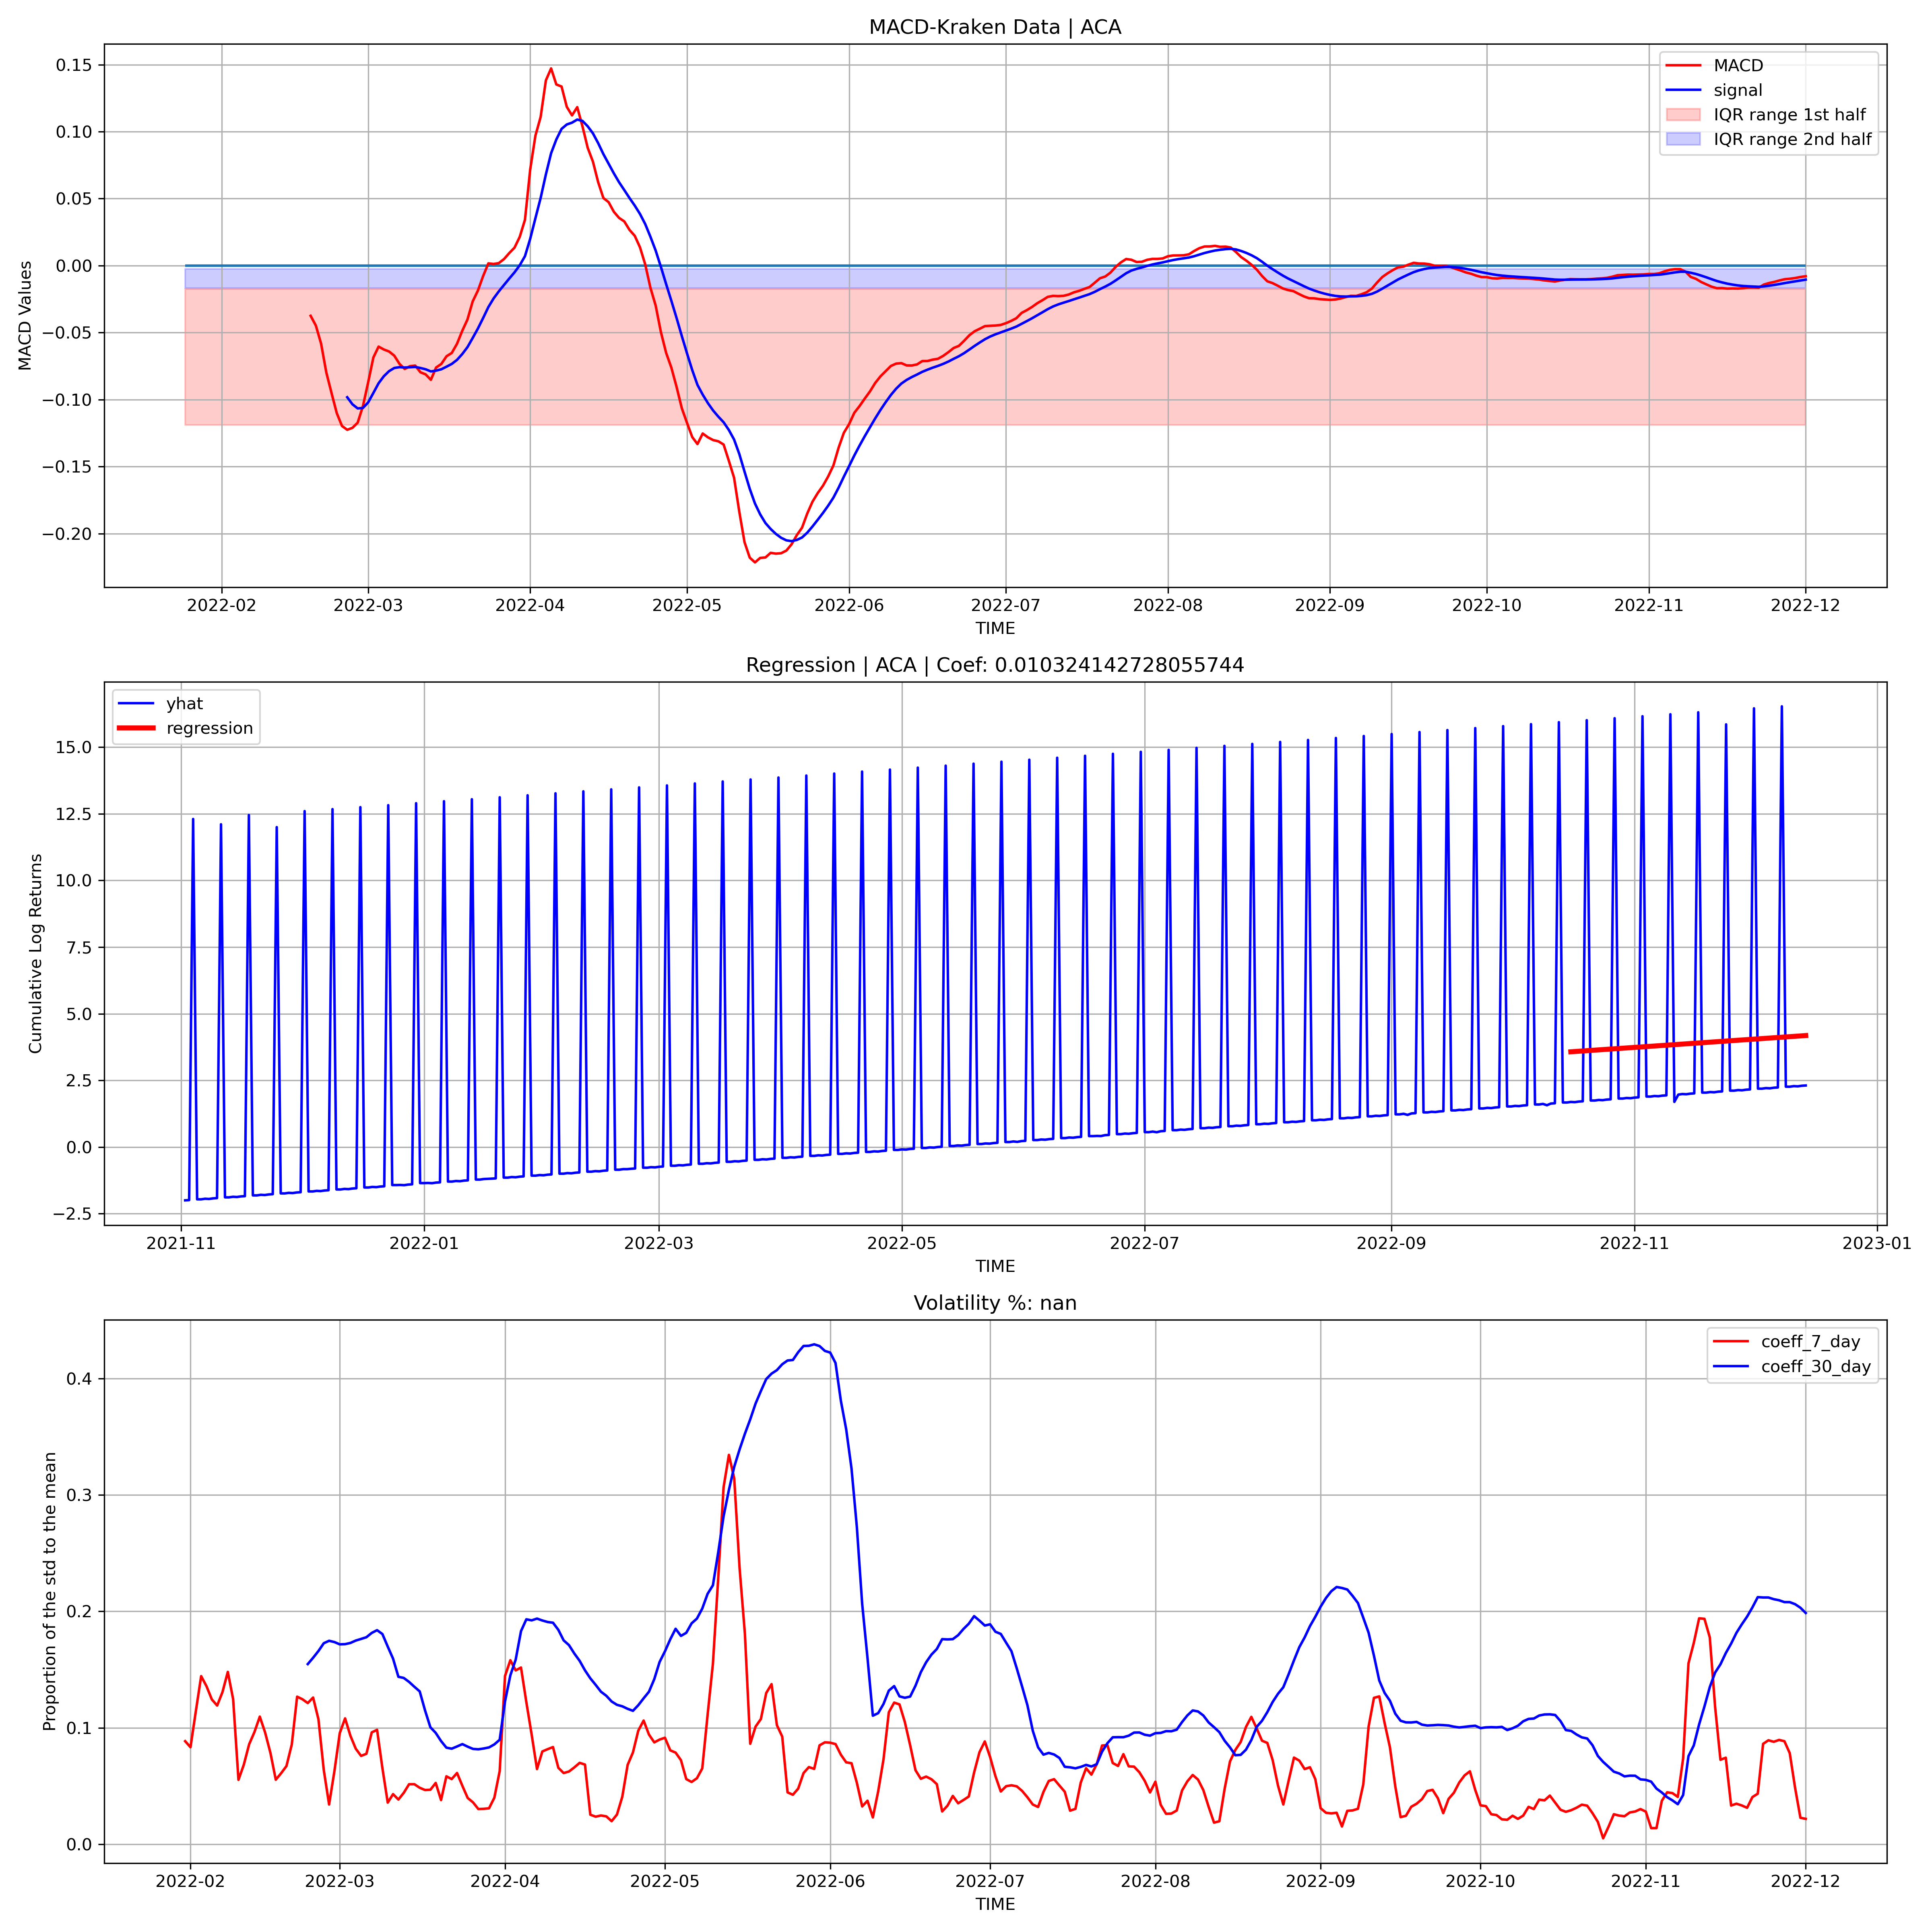 MACD-Kraken Data | ACA
MACD Values
0.15
0.10
0.05
0.00
−0.05
−0.10
−0.15
−0.20
MACD
signal
IQR range 1st half
IQR range 2nd half
2022-02 2022-03 2022-04 2022-05 2022-06 2022-07 2022-08 2022-09 2022-10 2022-11 2022-12
TIME
Regression | ACA | Coef: 0.010324142728055744
Cumulative Log Returns
yhat
regression
15.0
12.5
10.0
7.5
5.0
2.5
0.0
−2.5
2021-11 2022-01 2022-03 2022-05 2022-07 2022-09 2022-11 2023-01
TIME
Volatility %: nan
Proportion of the std to the mean
coeff_7_day
coeff_30_day
0.4
0.3
0.2
0.1
0.0
2022-02 2022-03 2022-04 2022-05 2022-06 2022-07 2022-08 2022-09 2022-10 2022-11 2022-12
TIME